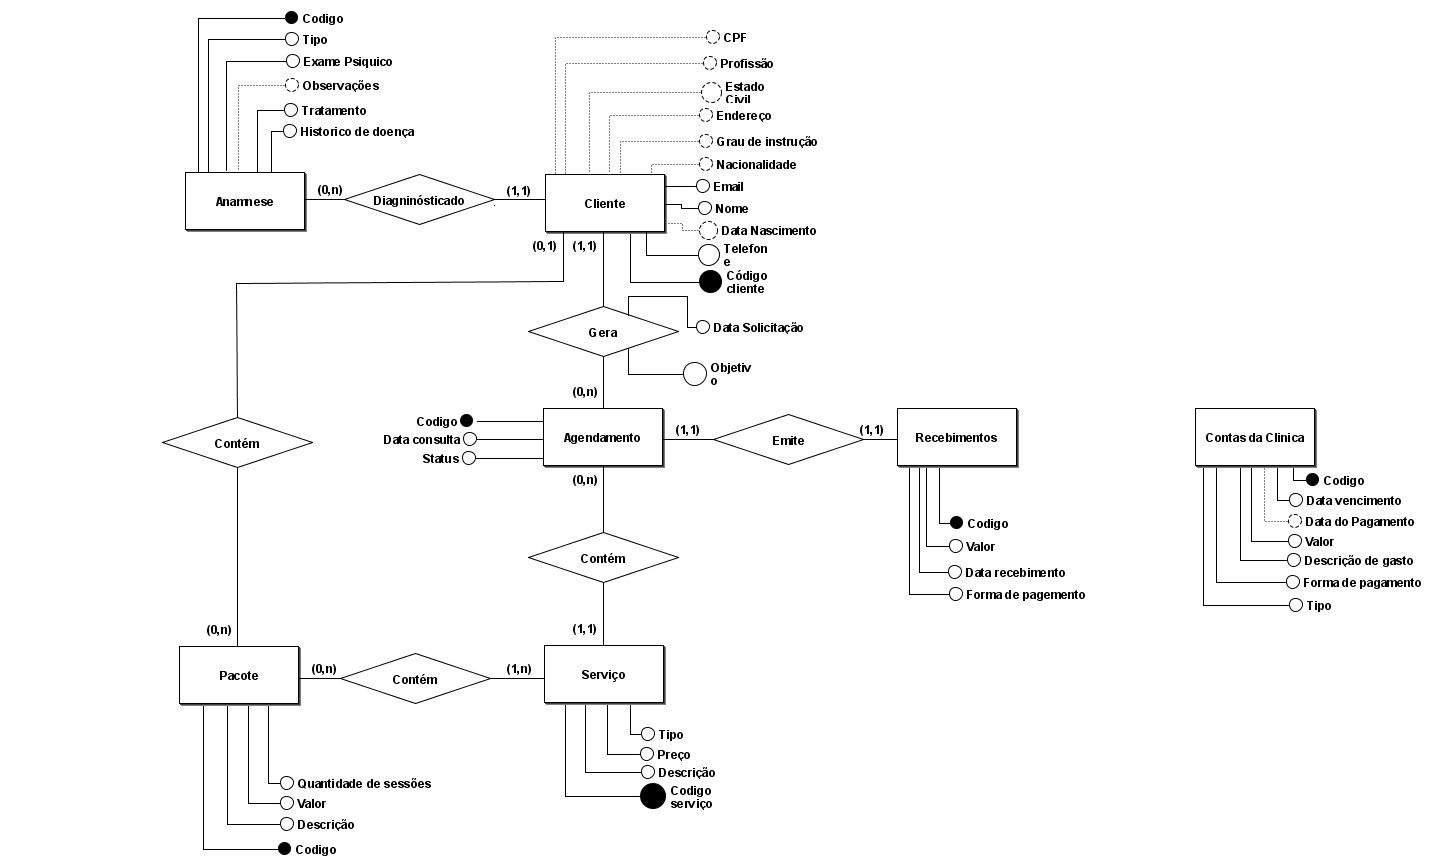 Codigo
Tipo
Exame Psiquico
Observações
Tratamento
Historico de doença
Anamnese
(0,n)
Diagninósticado
(1,1)
CPF
Profissão
Estado
Civil
Endereço
Grau de instrução
Nacionalidade
Email
Nome
Data Nascimento
Telefon
e
Código
cliente
Cliente
(0,1)
(1,1)
Gera
Data Solicitação
Objetiv
o
(0,n)
Codigo
Data consulta
Status
Agendamento
(1,1)
Emite
(1,1)
Recebimentos
Contas da Clinica
Contém
(0,n)
Codigo
Valor
Data recebimento
Forma de pagemento
Codigo
Data vencimento
Data do Pagamento
Valor
Descrição de gasto
Forma de pagamento
Tipo
Contém
(1,1)
(0,n)
Pacote
(0,n)
Contém
(1,n)
Serviço
Tipo
Preço
Descrição
Codigo
serviço
Quantidade de sessões
Valor
Descrição
Codigo